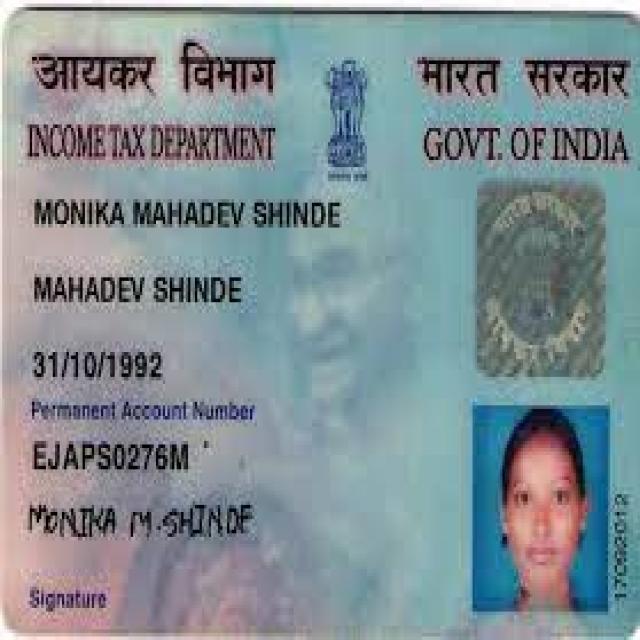 आयकर विभाग
भारत सरकार
INCOME TAX DEPARTMENT
GOVT. OF INDIA
MONIKA MAHADEV SHINDE
MAHADEV SHINDE
31/10/1992
Permanent Account Number
EJAPS0276M
MONIKA M.SHINDE
Signature
17092012